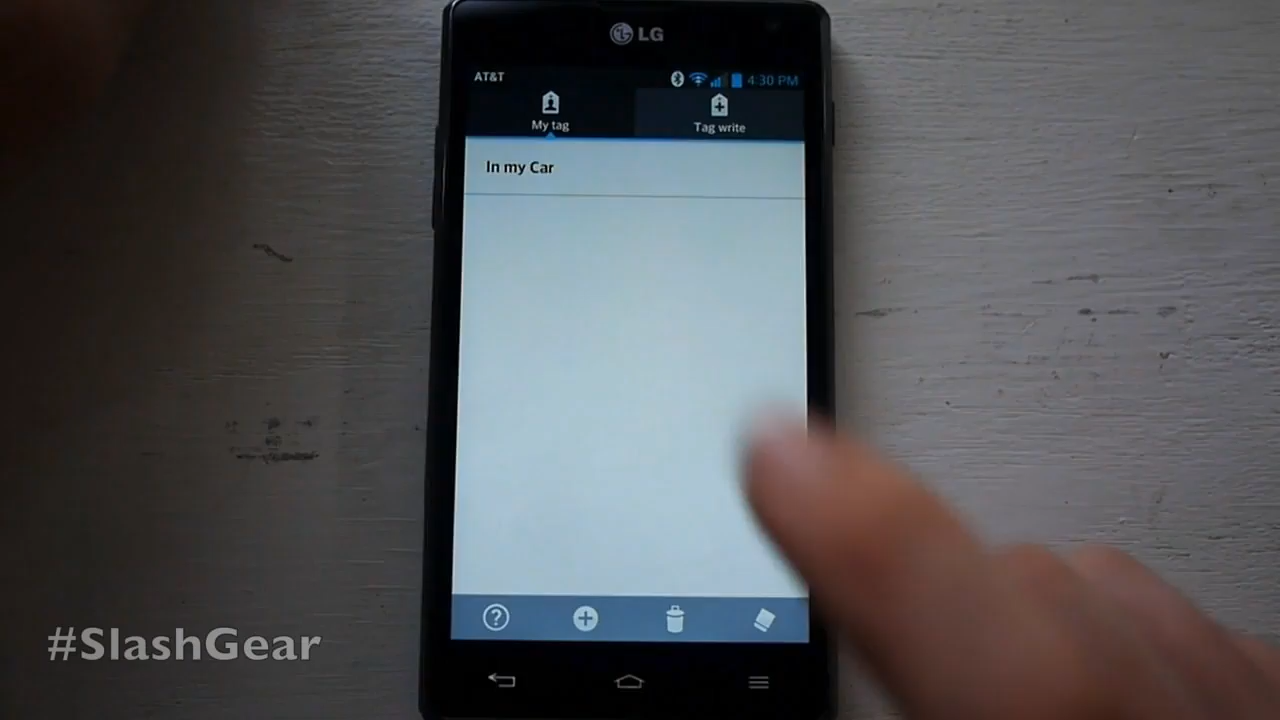 LG
AT&T
4:30 PM
My tag
Tag write
In my Car
?
#SlashGear